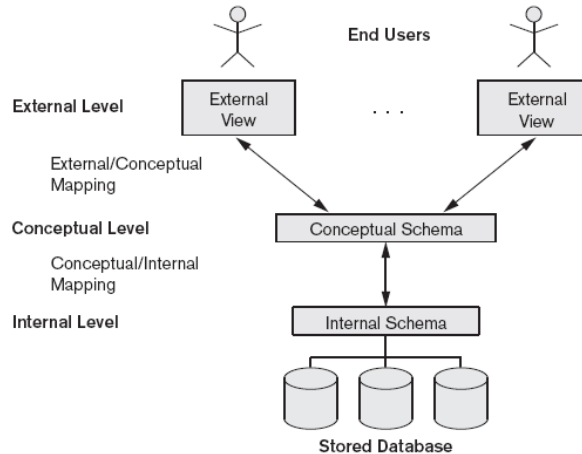 End Users
External Level
External
View
. . .
External
View
External/Conceptual
Mapping
Conceptual Level
Conceptual Schema
Conceptual/Internal
Mapping
Internal Level
Internal Schema
Stored Database